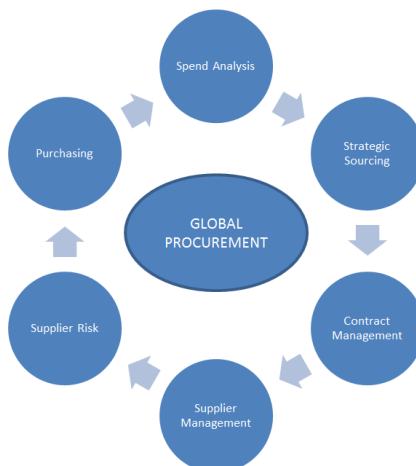 Spend Analysis
Strategic
Sourcing
Contract
Management
Supplier
Management
Supplier Risk
Purchasing
GLOBAL
PROCUREMENT